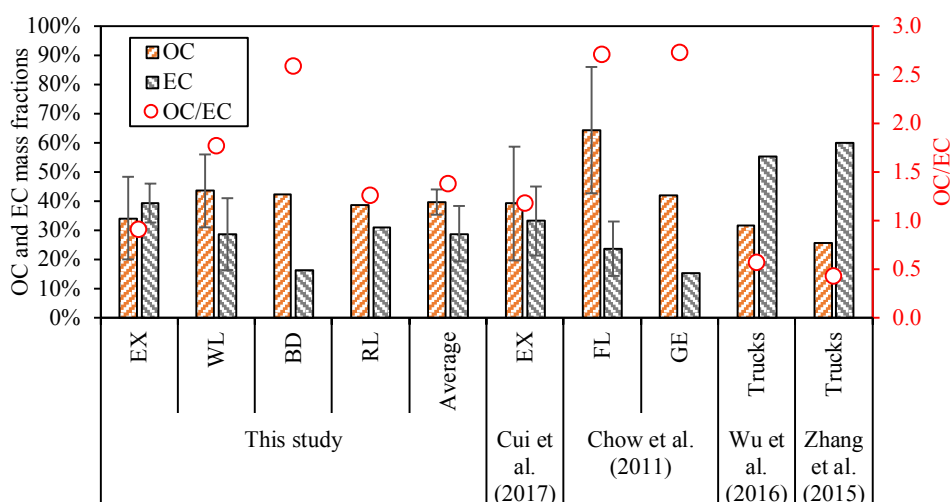 OC and EC mass fractions
100%
90%
80%
70%
60%
50%
40%
30%
20%
10%
0%
OC
EC
OC/EC
3.0
2.5
2.0
1.5
1.0
0.5
0.0
OC/EC
EX
WL
BD
RL
Average
EX
FL
GE
Trucks
Trucks
This study
Cui et
al.
(2017)
Chow et al.
(2011)
Wu et
al.
(2016)
Zhang
et al.
(2015)